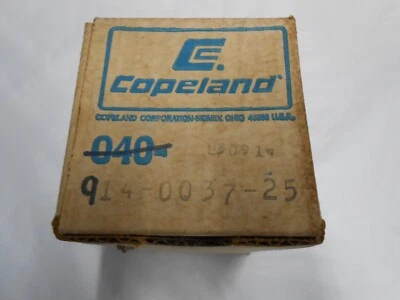 Copeland
COPELAND CORPORATION-SIDNEY, OHIO 45365 U.S.A.
040-
914-0037-25